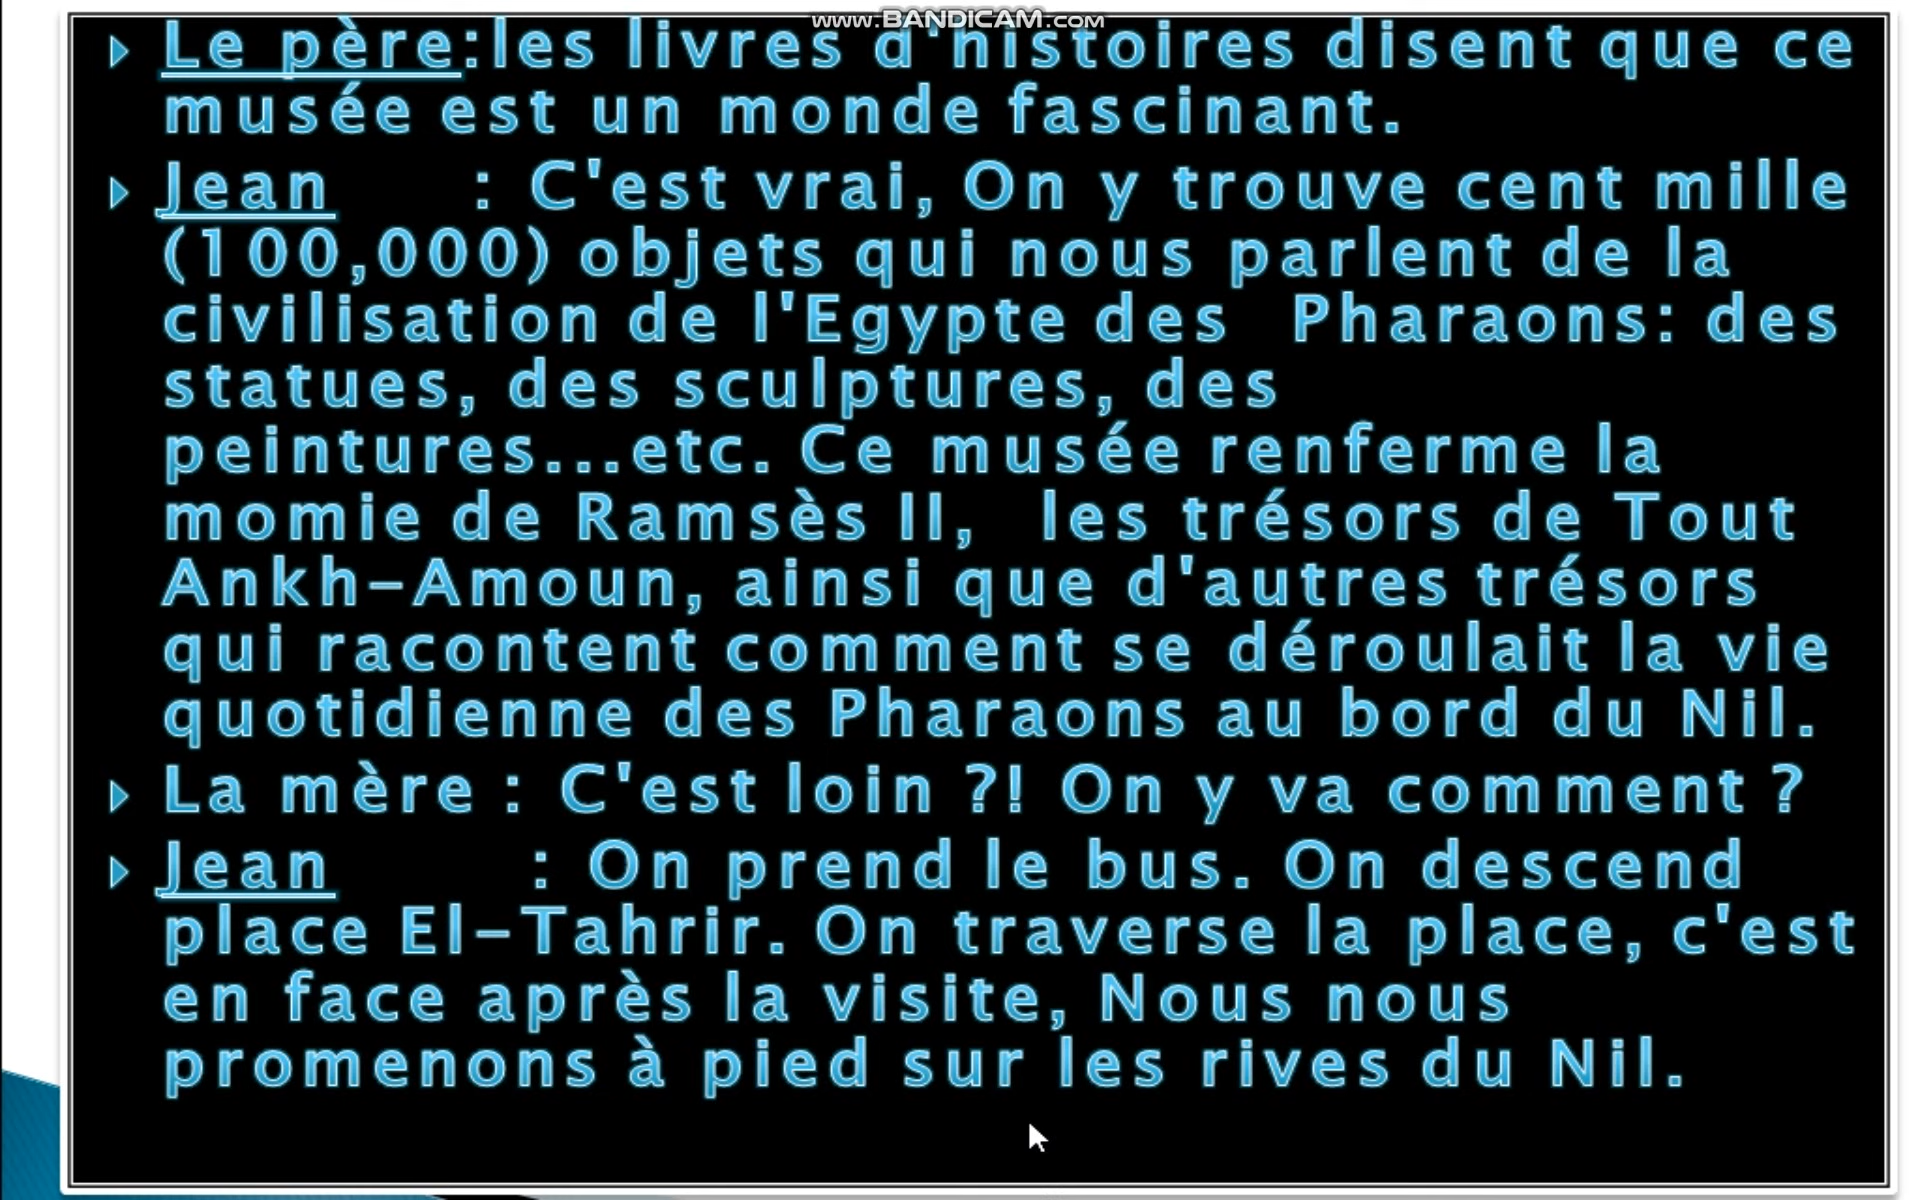 www.BANDICAM.com
Le père:les livres d'histoires disent que ce
musée est un monde fascinant.
Jean : C'est vrai, On y trouve cent mille
(100,000) objets qui nous parlent de la
civilisation de l'Egypte des Pharaons: des
statues, des sculptures, des
peintures...etc. Ce musée renferme la
momie de Ramsès II, les trésors de Tout
Ankh-Amoun, ainsi que d'autres trésors
qui racontent comment se déroulait la vie
quotidienne des Pharaons au bord du Nil.
La mère : C'est loin ?! On y va comment ?
Jean : On prend le bus. On descend
place El-Tahrir. On traverse la place, c'est
en face après la visite, Nous nous
promenons à pied sur les rives du Nil.